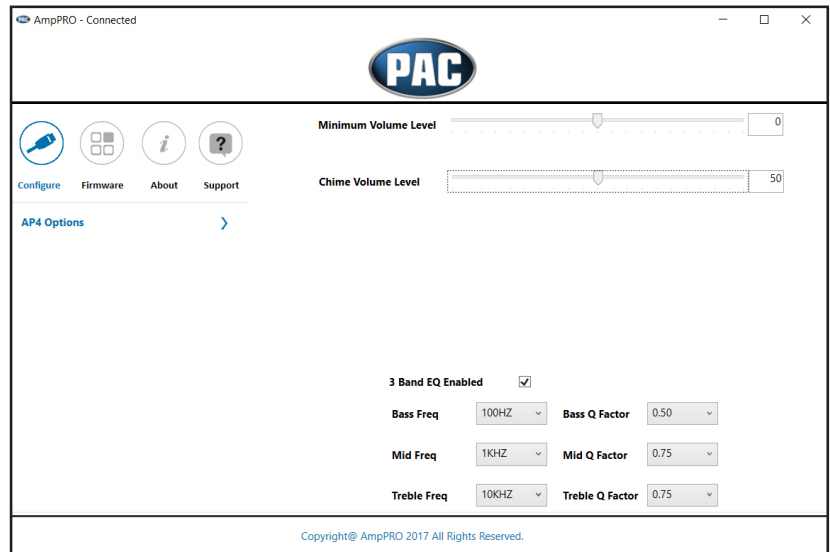 AmpPRO - Connected
PAC
Configure Firmware About Support
AP4 Options
Minimum Volume Level 0
Chime Volume Level 50
3 Band EQ Enabled
Bass Freq 100HZ Bass Q Factor 0.50
Mid Freq 1KHZ Mid Q Factor 0.75
Treble Freq 10KHZ Treble Q Factor 0.75
Copyright@ AmpPRO 2017 All Rights Reserved.